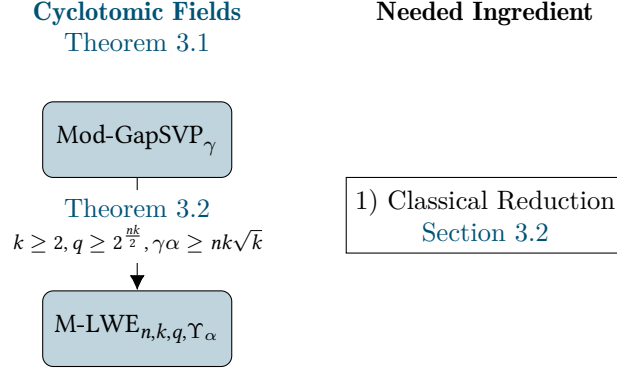 Cyclotomic Fields
Needed Ingredient
Theorem 3.1
Mod-GapSVP_γ
Theorem 3.2
k ≥ 2, q ≥ 2^{nk/2}, γα ≥ nk√k
1) Classical Reduction
Section 3.2
M-LWE_{n,k,q,Υ_α}